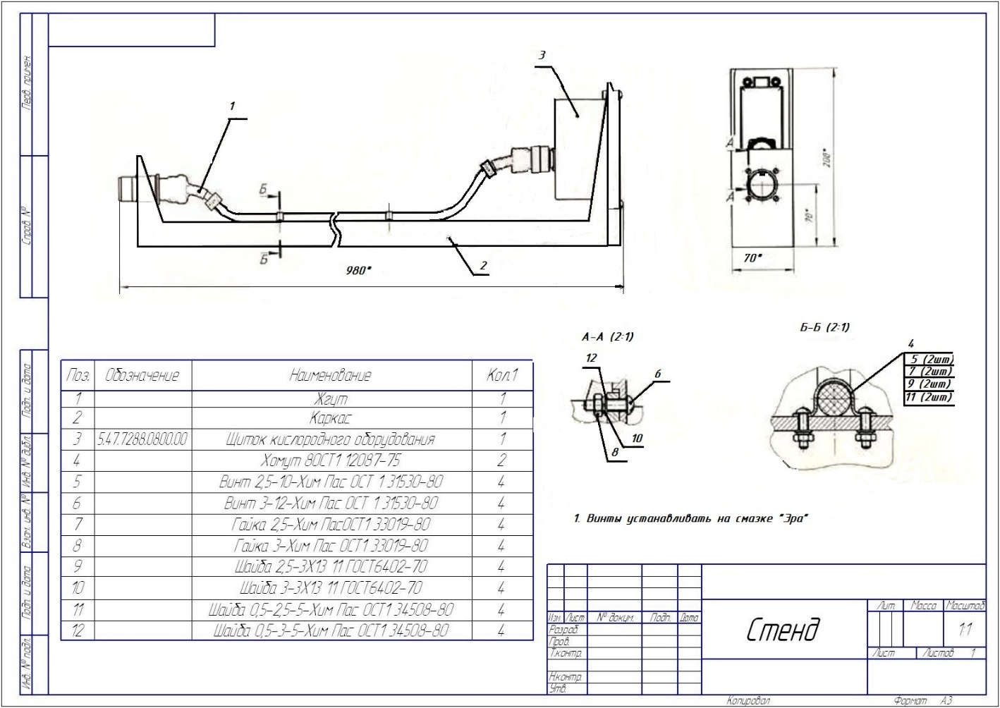 Перв. примен.
Справ. №
Подп. и дата
Инв. № дубл.
Взам. инв. №
Подп. и дата
Инв. № подл.
1
3
Б
Б
2
980*
А
А
200*
70*
70*
А-А (2:1)
12
6
10
8
Б-Б (2:1)
4
5 (2шт)
7 (2шт)
9 (2шт)
11 (2шт)
Поз. Обозначение Наименование Кол.1
1 Жгут 1
2 Каркас 1
3 5.47.7288.0800.00 Щиток кислородного оборудования 1
4 Хомут 8ОСТ1 12087-75 2
5 Винт 2,5-10-Хим Пас ОСТ 1 31530-80 4
6 Винт 3-12-Хим Пас ОСТ 1 31530-80 4
7 Гайка 2,5-Хим ПасОСТ1 33019-80 4
8 Гайка 3-Хим Пас ОСТ1 33019-80 4
9 Шайба 2,5-3Х13 11 ГОСТ6402-70 4
10 Шайба 3-3Х13 11 ГОСТ6402-70 4
11 Шайба 0,5-2,5-5-Хим Пас ОСТ1 34508-80 4
12 Шайба 0,5-3-5-Хим Пас ОСТ1 34508-80 4
1. Винты устанавливать на смазке "Эра"
Изм. Лист № докум. Подп. Дата
Разраб.
Пров.
Т.контр.
Н.контр.
Утв.
Стенд
Лит. Масса Масштаб
1:1
Лист Листов 1
Копировал Формат А3